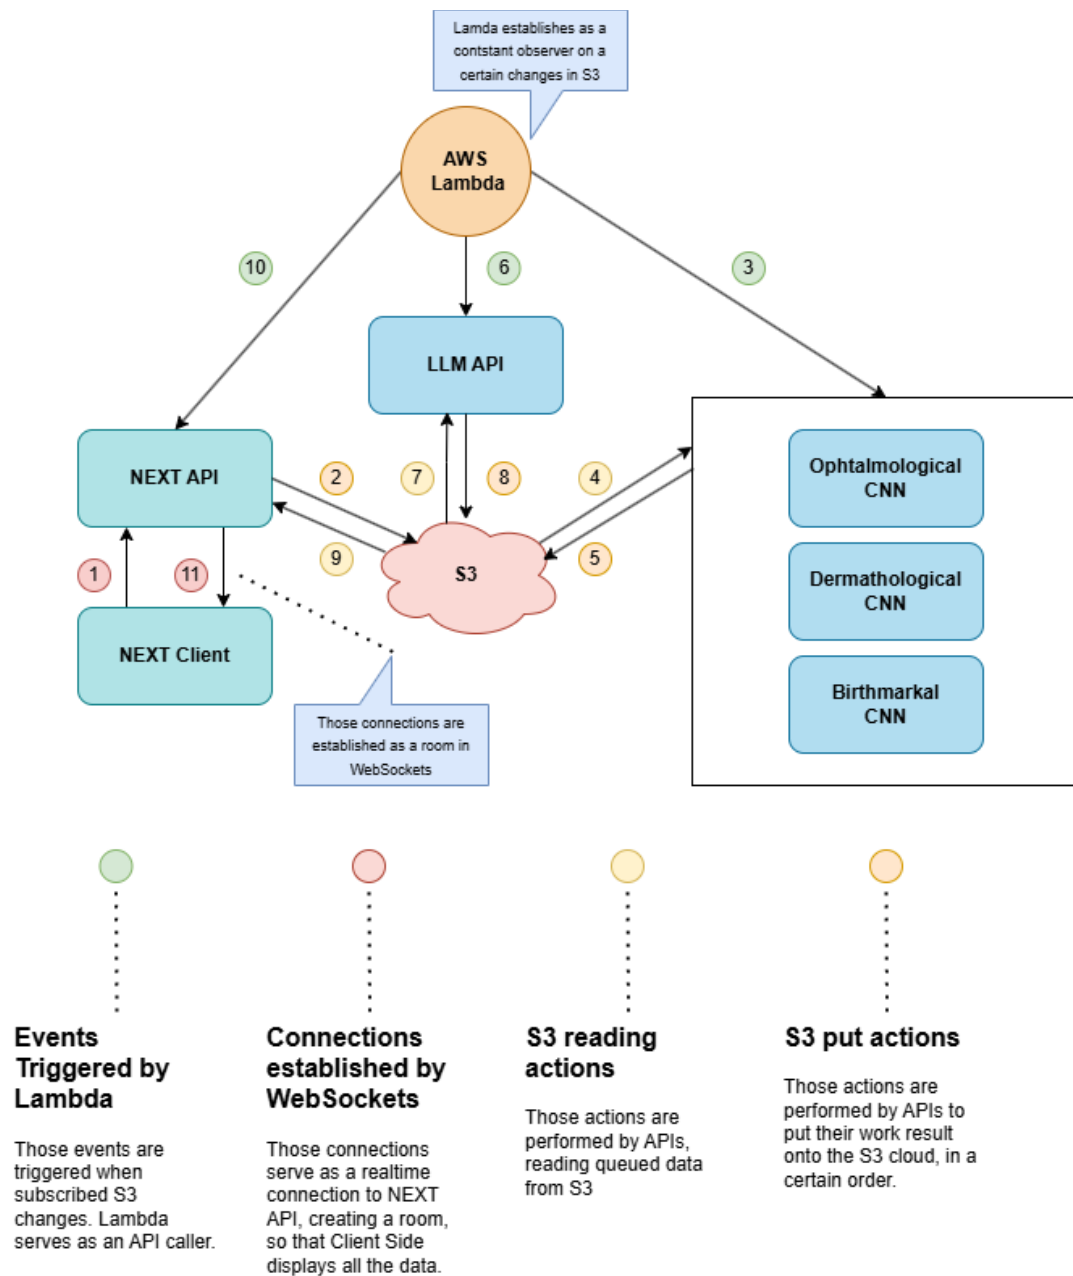 Lamda establishes as a
contstant observer on a
certain changes in S3
AWS
Lambda
10
6
3
LLM API
NEXT API
2
7
8
4
Ophtalmological
CNN
9
5
S3
1
11
Dermathological
CNN
NEXT Client
Birthmarkal
CNN
Those connections are
established as a room in
WebSockets
Events
Triggered by
Lambda
Those events are
triggered when
subscribed S3
changes. Lambda
serves as an API caller.
Connections
established by
WebSockets
Those connections
serve as a realtime
connection to NEXT
API, creating a room,
so that Client Side
displays all the data.
S3 reading
actions
Those actions are
performed by APIs,
reading queued data
from S3
S3 put actions
Those actions are
performed by APIs to
put their work result
onto the S3 cloud, in a
certain order.